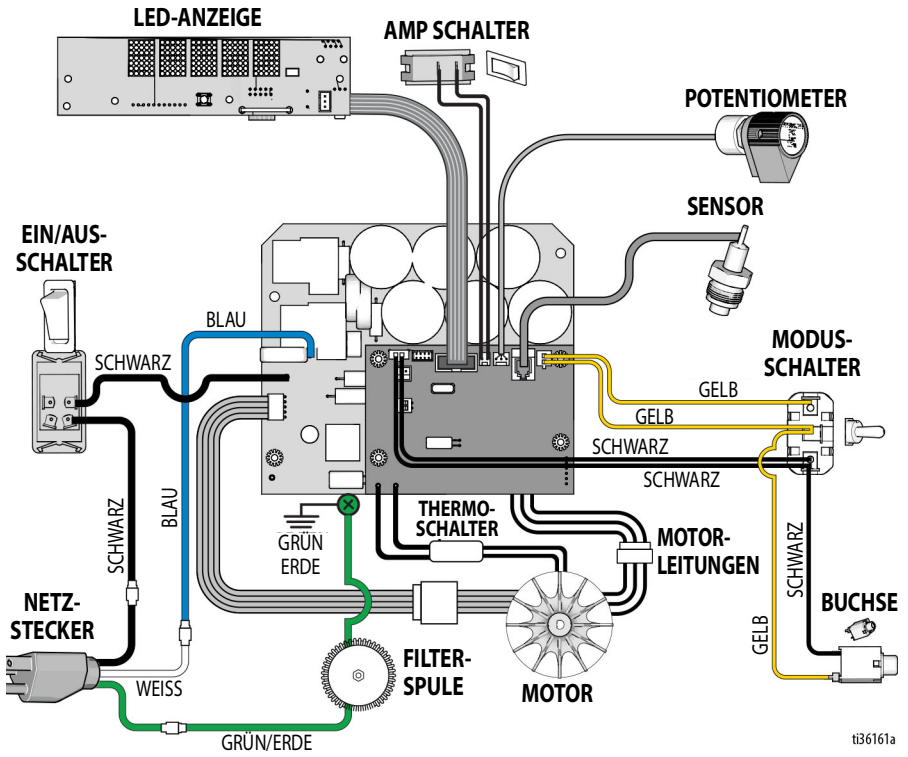 LED-ANZEIGE
AMP SCHALTER
POTENTIOMETER
SENSOR
EIN/AUS-
SCHALTER
BLAU
SCHWARZ
MODUS-
SCHALTER
GELB
GELB
SCHWARZ
SCHWARZ
SCHWARZ
BLAU
GRÜN
ERDE
THERMO-
SCHALTER
MOTOR-
LEITUNGEN
SCHWARZ
GELB
BUCHSE
NETZ-
STECKER
WEISS
FILTER-
SPULE
MOTOR
GRÜN/ERDE
ti36161a